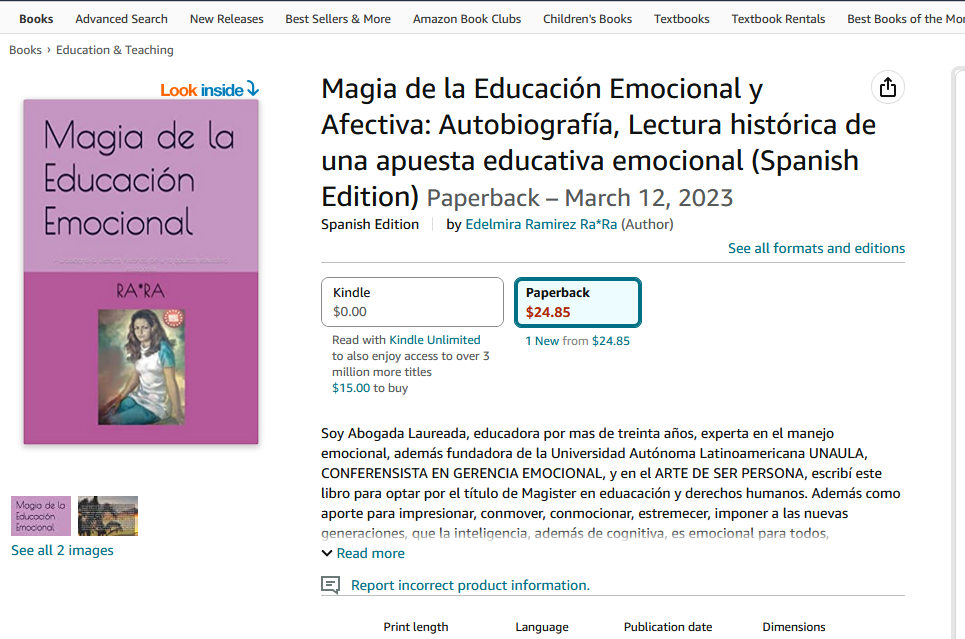 Books Advanced Search New Releases Best Sellers & More Amazon Book Clubs Children's Books Textbooks Textbook Rentals Best Books of the Mon
Books › Education & Teaching
Look inside
Magia de la
Educación
Emocional
RA*RA
Magia de la
Educación
Emocional
See all 2 images
Magia de la Educación Emocional y
Afectiva: Autobiografía, Lectura histórica de
una apuesta educativa emocional (Spanish
Edition) Paperback – March 12, 2023
Spanish Edition by Edelmira Ramirez Ra*Ra (Author)
See all formats and editions
Kindle
$0.00
Read with Kindle Unlimited
to also enjoy access to over 3
million more titles
$15.00 to buy
Paperback
$24.85
1 New from $24.85
Soy Abogada Laureada, educadora por mas de treinta años, experta en el manejo
emocional, además fundadora de la Universidad Autónoma Latinoamericana UNAULA,
CONFERENSISTA EN GERENCIA EMOCIONAL, y en el ARTE DE SER PERSONA, escribí este
libro para optar por el título de Magister en eduacación y derechos humanos. Además como
aporte para impresionar, conmover, conmocionar, estremecer, imponer a las nuevas
generaciones, que la inteligencia, además de cognitiva, es emocional para todos,
Read more
Report incorrect product information.
Print length Language Publication date Dimensions